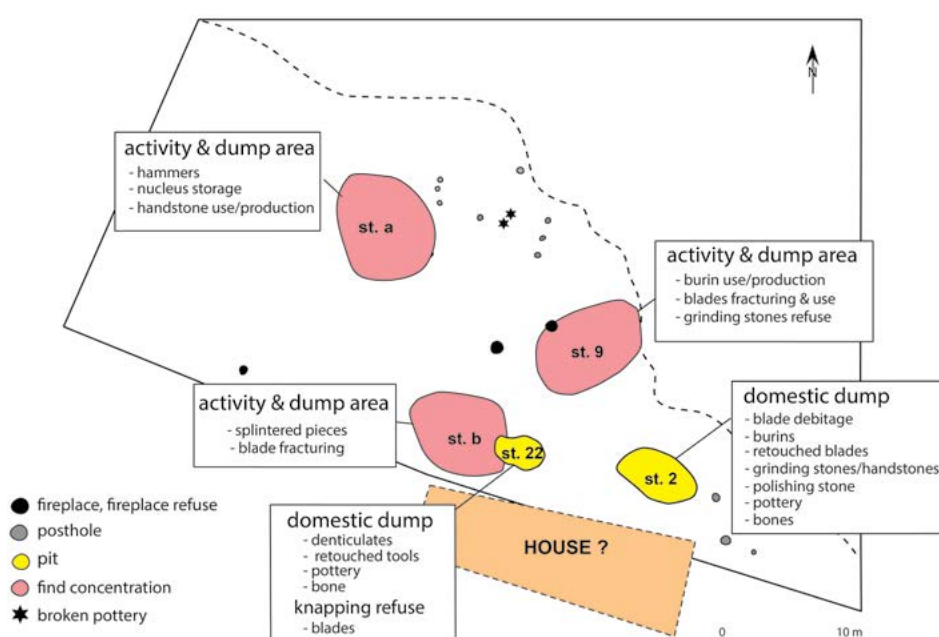 N
activity & dump area
- hammers
- nucleus storage
- handstone use/production
st. a
activity & dump area
- burin use/production
- blades fracturing & use
- grinding stones refuse
st. 9
activity & dump area
- splintered pieces
- blade fracturing
st. b
st. 22
st. 2
domestic dump
- blade debitage
- burins
- retouched blades
- grinding stones/handstones
- polishing stone
- pottery
- bones
fireplace, fireplace refuse
posthole
pit
find concentration
broken pottery
domestic dump
- denticulates
- retouched tools
- pottery
- bone
knapping refuse
- blades
HOUSE ?
0 10 m